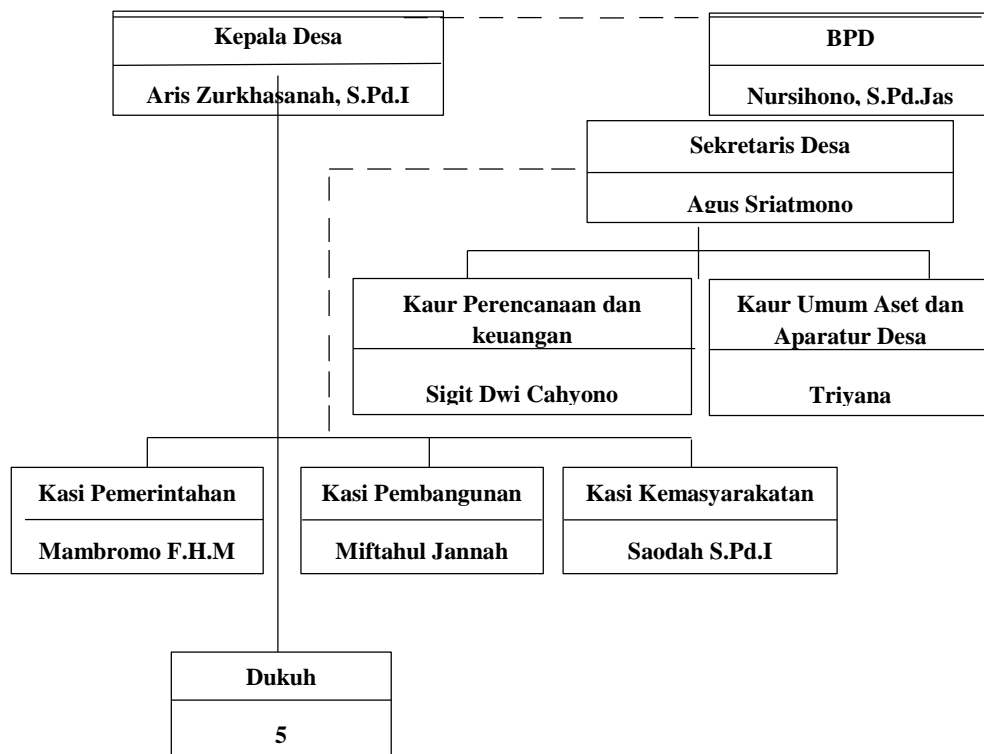 Kepala Desa
Aris Zurkhasanah, S.Pd.I
BPD
Nursihono, S.Pd.Jas
Sekretaris Desa
Agus Sriatmono
Kaur Perencanaan dan
keuangan
Sigit Dwi Cahyono
Kaur Umum Aset dan
Aparatur Desa
Triyana
Kasi Pemerintahan
Mambromo F.H.M
Kasi Pembangunan
Miftahul Jannah
Kasi Kemasyarakatan
Saodah S.Pd.I
Dukuh
5